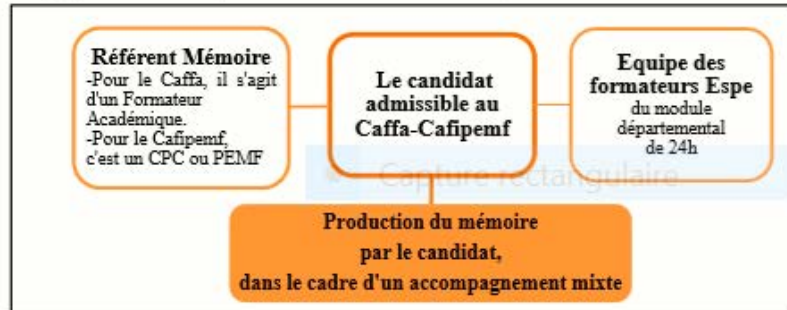 Référent Mémoire
-Pour le Caffa, il s'agit
d'un Formateur
Académique.
-Pour le Cafipemf,
c'est un CPC ou PEMF
Le candidat
admissible au
Caffa-Cafipemf
Equipe des
formateurs Espe
du module
départemental
de 24h
Capture rectangulaire
Production du mémoire
par le candidat,
dans le cadre d'un accompagnement mixte